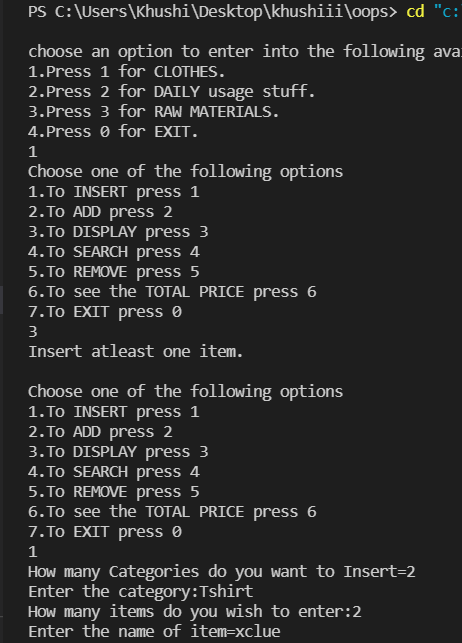 PS C:\Users\Khushi\Desktop\khushiii\oops> cd "c:
choose an option to enter into the following ava
1.Press 1 for CLOTHES.
2.Press 2 for DAILY usage stuff.
3.Press 3 for RAW MATERIALS.
4.Press 0 for EXIT.
1
Choose one of the following options
1.To INSERT press 1
2.To ADD press 2
3.To DISPLAY press 3
4.To SEARCH press 4
5.To REMOVE press 5
6.To see the TOTAL PRICE press 6
7.To EXIT press 0
3
Insert atleast one item.
Choose one of the following options
1.To INSERT press 1
2.To ADD press 2
3.To DISPLAY press 3
4.To SEARCH press 4
5.To REMOVE press 5
6.To see the TOTAL PRICE press 6
7.To EXIT press 0
1
How many Categories do you want to Insert=2
Enter the category:Tshirt
How many items do you wish to enter:2
Enter the name of item=xclue